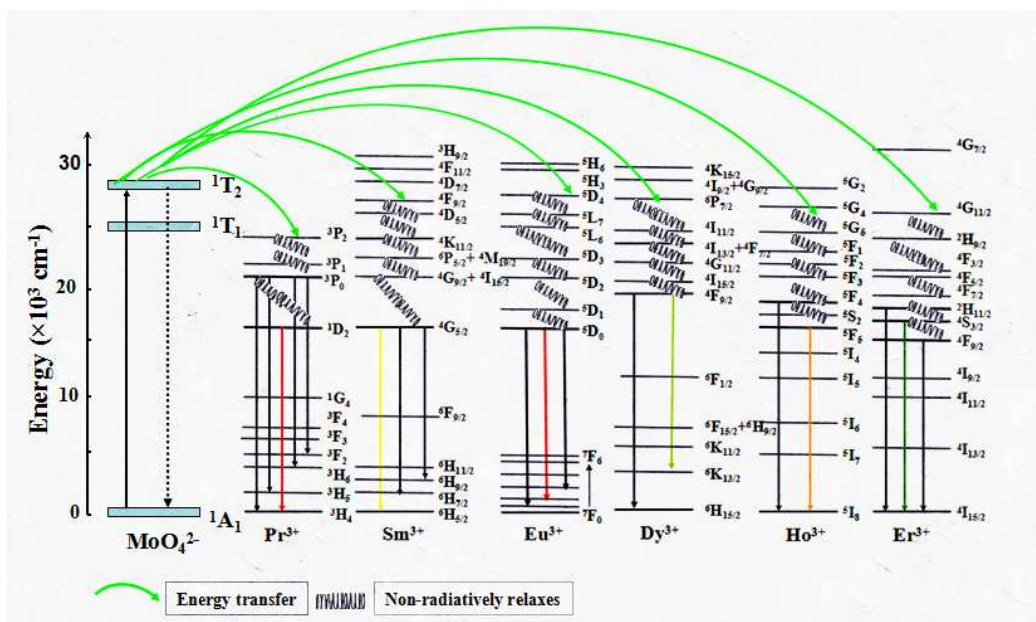 Energy (×10³ cm⁻¹)
30
20
10
0
¹T₂
¹T₁
¹A₁
MoO₄²⁻
³P₂
³P₁
³P₀
¹D₂
¹G₄
³F₄
³F₃
³F₂
³H₆
³H₅
³H₄
Pr³⁺
³H₉/₂
⁴F₁₁/₂
⁴D₇/₂
⁴F₉/₂
⁴D₅/₂
⁴K₁₁/₂
⁶P₅/₂ + ⁴M₁₉/₂
⁴G₉/₂ + ⁴I₁₅/₂
⁴G₅/₂
⁶F₉/₂
⁶H₁₁/₂
⁶H₉/₂
⁶H₇/₂
⁶H₅/₂
Sm³⁺
⁵H₆
⁵H₃
⁵D₄
⁵L₇
⁵L₆
⁵D₃
⁵D₂
⁵D₁
⁵D₀
⁷F₆
⁷F₀
Eu³⁺
⁴K₁₅/₂
⁴I₉/₂+⁴G₉/₂
⁶P₇/₂
⁴I₁₁/₂
⁴I₁₃/₂+⁴F₇/₂
⁴G₁₁/₂
⁴I₁₅/₂
⁴F₉/₂
⁶F₁/₂
⁶F₁₅/₂+⁶H₉/₂
⁶K₁₁/₂
⁶K₁₃/₂
⁶H₁₅/₂
Dy³⁺
⁵G₂
⁵G₄
⁵G₅
⁵F₁
⁵F₂
⁵F₃
⁵F₄
⁵S₂
⁵F₅
⁵I₄
⁵I₅
⁵I₆
⁵I₇
⁵I₈
Ho³⁺
⁴G₇/₂
⁴G₁₁/₂
²H₉/₂
⁴F₃/₂
⁴F₅/₂
⁴F₇/₂
²H₁₁/₂
⁴S₃/₂
⁴F₉/₂
⁴I₉/₂
⁴I₁₁/₂
⁴I₁₃/₂
⁴I₁₅/₂
Er³⁺
Energy transfer
Non-radiatively relaxes